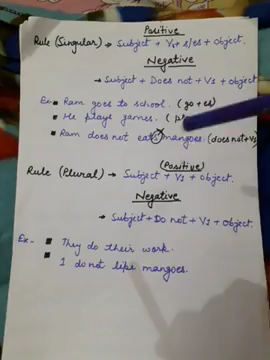 Positive
Rule (Singular) → Subject + V1 + s/es + Object.
Negative
→ Subject + Does not + V1 + object
Ex- ▪ Ram goes to school. (go + es)
▪ He plays games. (
▪ Ram does not eats mangoes. (does not + V1)
(Positive)
Rule (Plural) → Subject + V1 + object.
Negative
→ Subject + Do not + V1 + Object.
Ex- ▪ They do their work.
▪ I do not like mangoes.